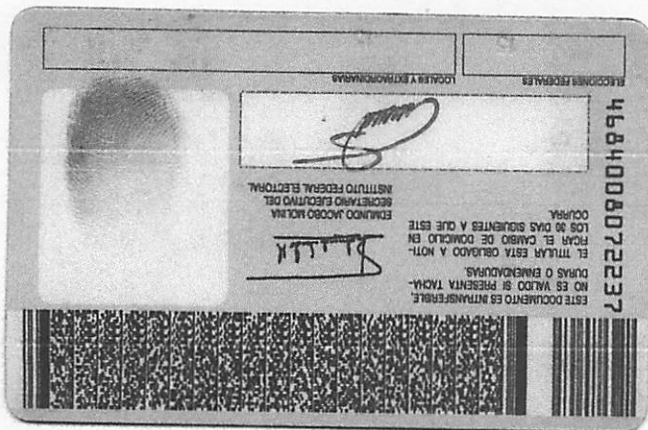 ESTE DOCUMENTO ES INTRANSFERIBLE.
NO ES VALIDO SI PRESENTA TACHA-
DURAS O ENMENDADURAS.
EL TITULAR ESTA OBLIGADO A NOTI-
FICAR EL CAMBIO DE DOMICILIO EN
LOS 30 DIAS SIGUIENTES A QUE ESTE
OCURRA.
EDMUNDO JACOBO MOLINA
SECRETARIO EJECUTIVO DEL
INSTITUTO FEDERAL ELECTORAL
ELECCIONES FEDERALES
LOCALES Y EXTRAORDINARIAS
4684008072237